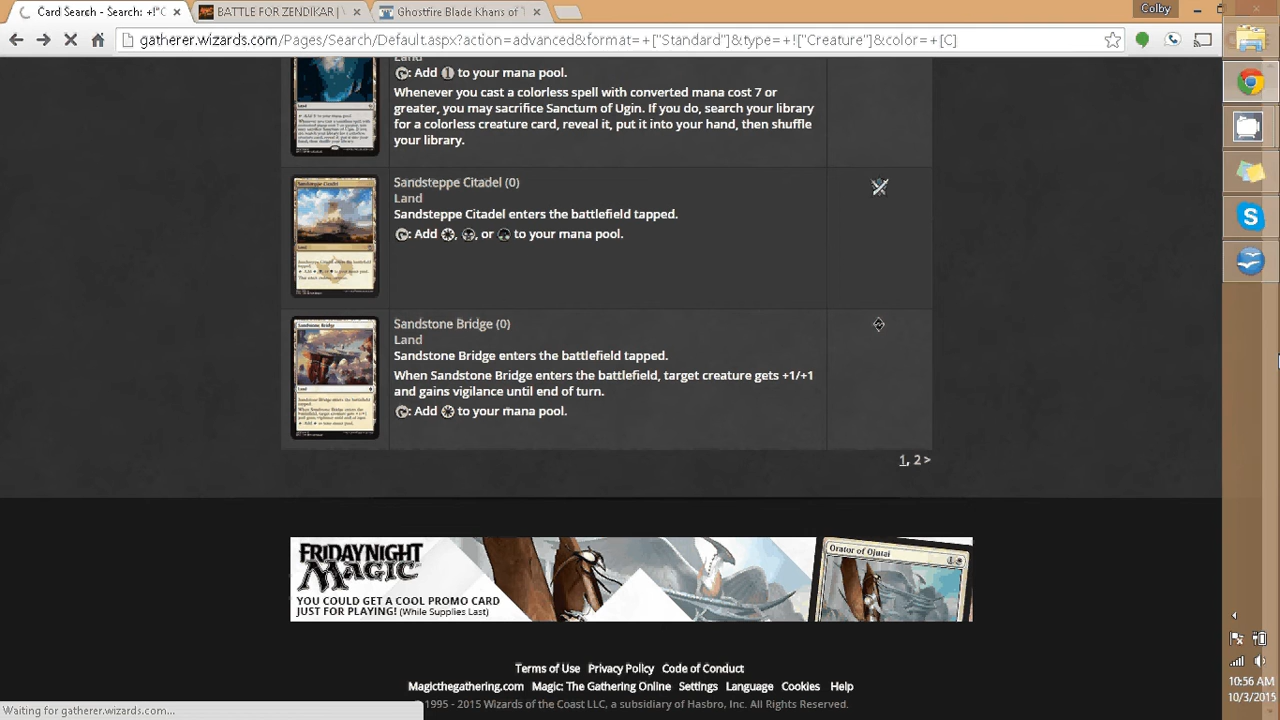 Card Search - Search: +!"C
BATTLE FOR ZENDIKAR |
Ghostfire Blade (Khans of
Colby
gatherer.wizards.com/Pages/Search/Default.aspx?action=advanced&format=+["Standard"]&type=+!["Creature"]&color=+[C]
Land
: Add 1 to your mana pool.
Whenever you cast a colorless spell with converted mana cost 7 or
greater, you may sacrifice Sanctum of Ugin. If you do, search your library
for a colorless creature card, reveal it, put it into your hand, then shuffle
your library.
Sandsteppe Citadel (0)
Land
Sandsteppe Citadel enters the battlefield tapped.
: Add , , or to your mana pool.
Sandstone Bridge (0)
Land
Sandstone Bridge enters the battlefield tapped.
When Sandstone Bridge enters the battlefield, target creature gets +1/+1
and gains vigilance until end of turn.
: Add to your mana pool.
1, 2 >
FRIDAY NIGHT
MAGIC
YOU COULD GET A COOL PROMO CARD
JUST FOR PLAYING! (While Supplies Last)
Orator of Ojutai
1
Terms of Use Privacy Policy Code of Conduct
Magicthegathering.com Magic: The Gathering Online Settings Language Cookies Help
1995 - 2015 Wizards of the Coast LLC, a subsidiary of Hasbro, Inc. All Rights Reserved.
Waiting for gatherer.wizards.com...
10:56 AM
10/3/2015